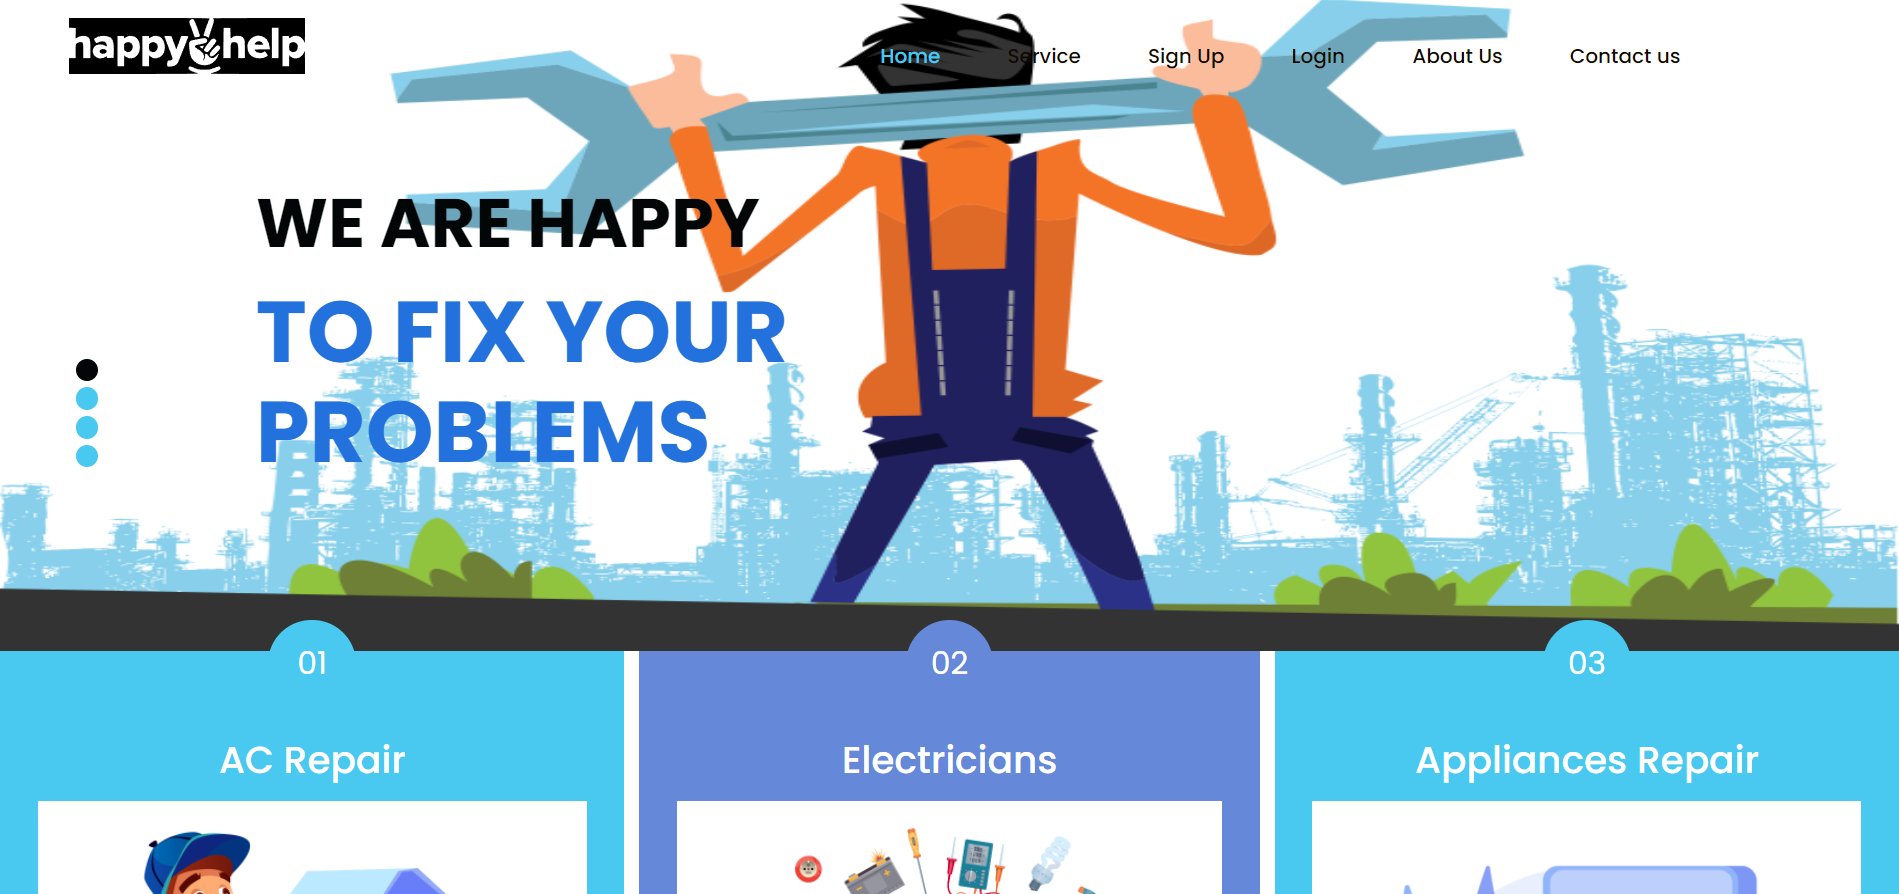 happy help
Home Service Sign Up Login About Us Contact us
WE ARE HAPPY
TO FIX YOUR
PROBLEMS
01 02 03
AC Repair Electricians Appliances Repair